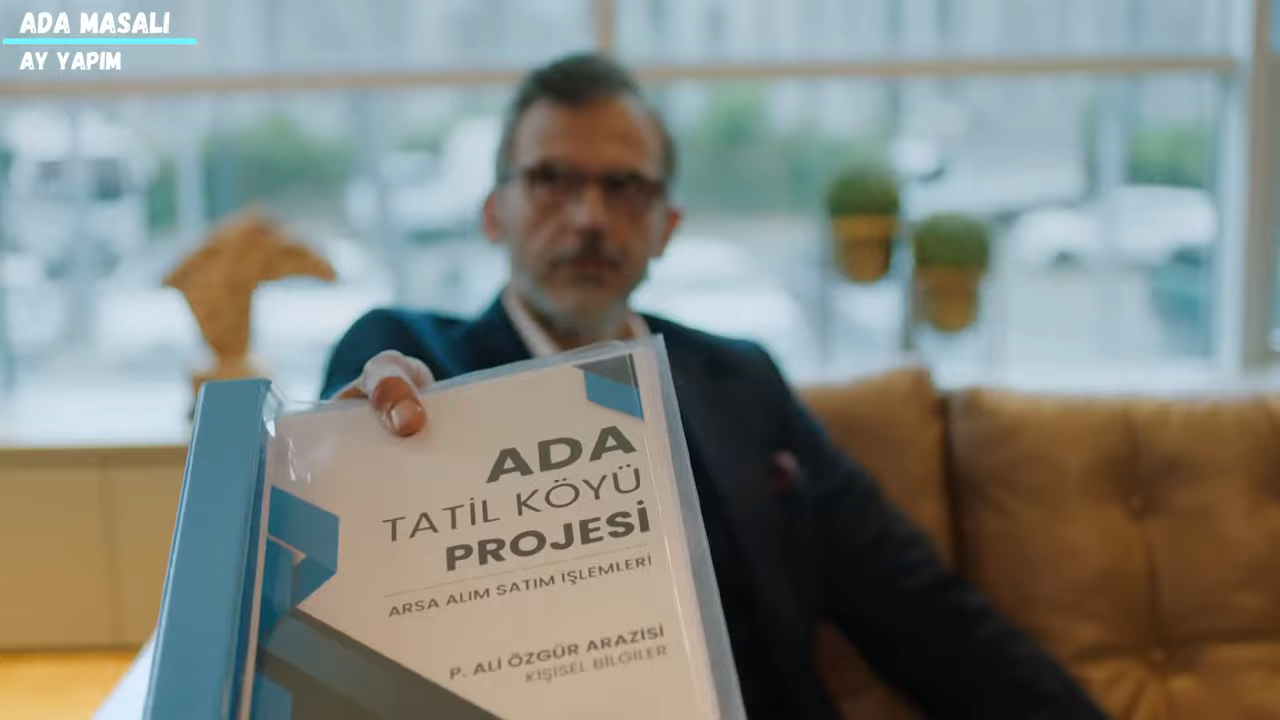 ADA MASALI
AY YAPIM
ADA
TATİL KÖYÜ
PROJESİ
ARSA ALIM SATIM İŞLEMLERİ
P. ALİ ÖZGÜR ARAZİSİ
KİŞİSEL BİLGİLER